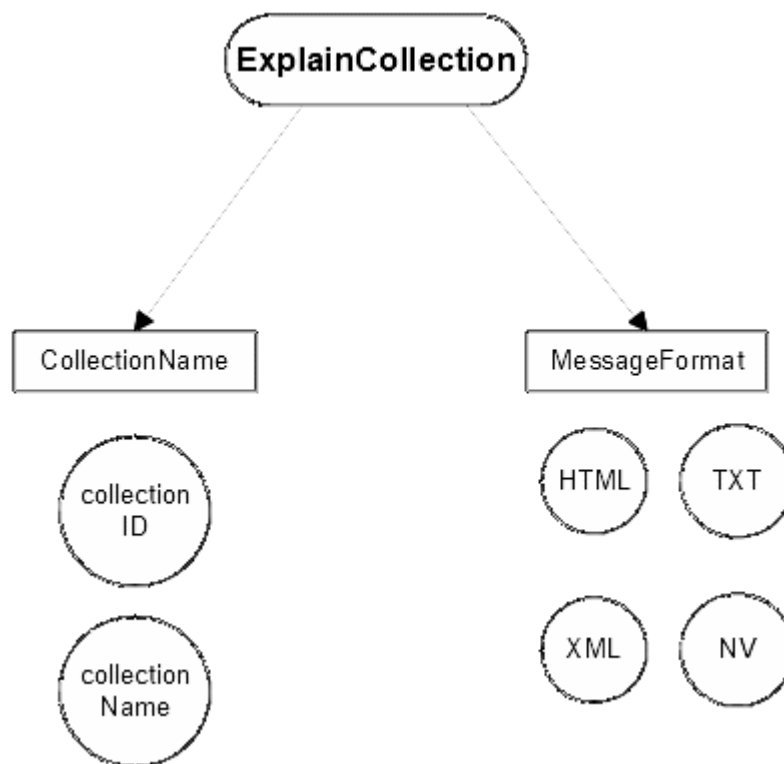 ExplainCollection
CollectionName
MessageFormat
collection
ID
HTML
TXT
collection
Name
XML
NV